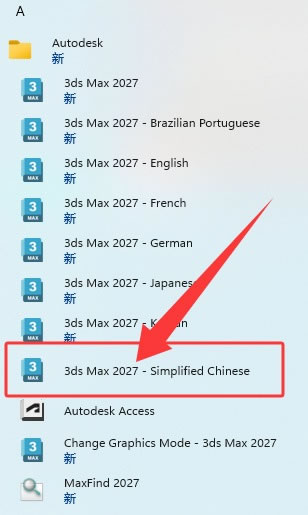 A
Autodesk
新
3ds Max 2027
新
3ds Max 2027 - Brazilian Portuguese
新
3ds Max 2027 - English
新
3ds Max 2027 - French
新
3ds Max 2027 - German
新
3ds Max 2027 - Japanese
新
3ds Max 2027 -
新
3ds Max 2027 - Simplified Chinese
Autodesk Access
Change Graphics Mode - 3ds Max 2027
新
MaxFind 2027
新